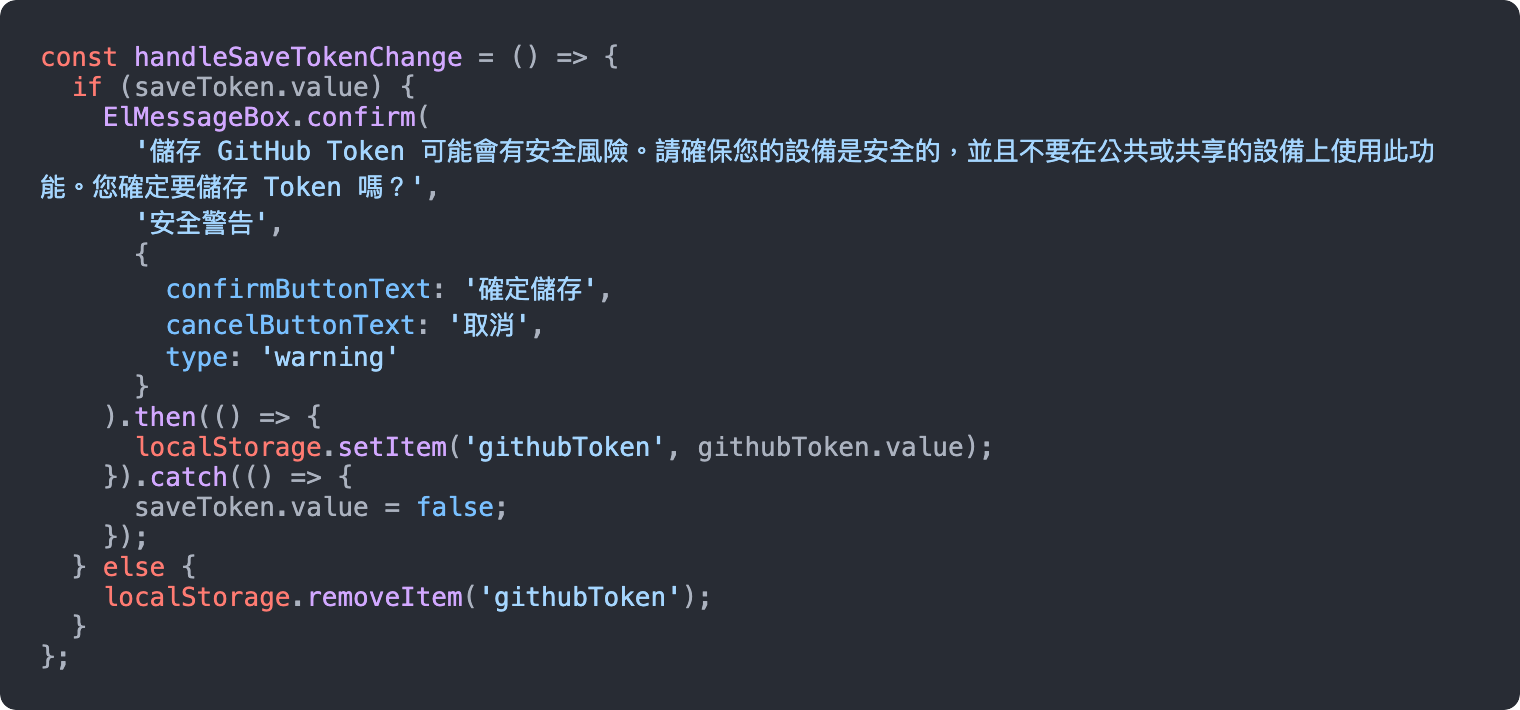 const handleSaveTokenChange = () => {
  if (saveToken.value) {
    ElMessageBox.confirm(
      '儲存 GitHub Token 可能會有安全風險。請確保您的設備是安全的，並且不要在公共或共享的設備上使用此功
能。您確定要儲存 Token 嗎？',
      '安全警告',
      {
        confirmButtonText: '確定儲存',
        cancelButtonText: '取消',
        type: 'warning'
      }
    ).then(() => {
      localStorage.setItem('githubToken', githubToken.value);
    }).catch(() => {
      saveToken.value = false;
    });
  } else {
    localStorage.removeItem('githubToken');
  }
};